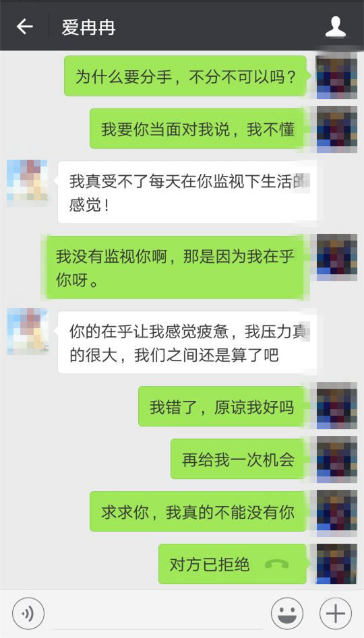 爱冉冉
为什么要分手，不分不可以吗？
我要你当面对我说，我不懂
我真受不了每天在你监视下生活的
感觉！
我没有监视你啊，那是因为我在乎
你呀。
你的在乎让我感觉疲惫，我压力真
的很大，我们之间还是算了吧
我错了，原谅我好吗
再给我一次机会
求求你，我真的不能没有你
对方已拒绝